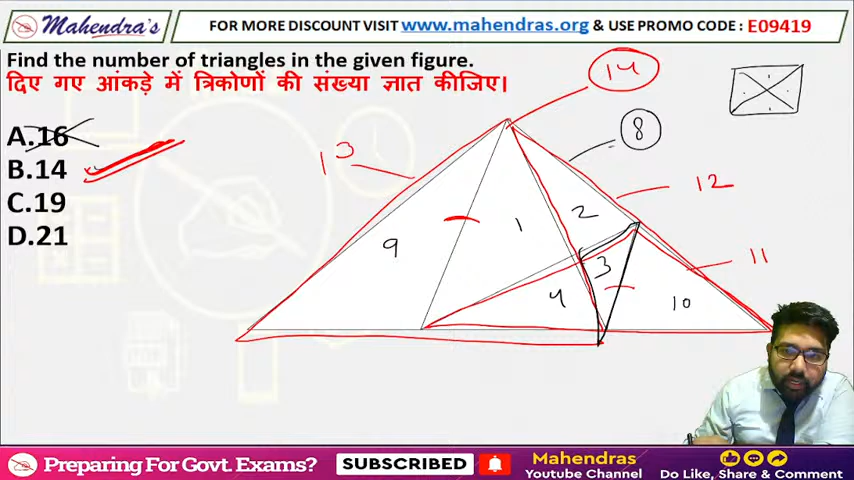 Mahendra's
FOR MORE DISCOUNT VISIT www.mahendras.org & USE PROMO CODE : E09419
Find the number of triangles in the given figure.
दिए गए आंकड़े में त्रिकोणों की संख्या ज्ञात कीजिए।
14
A.16
B.14
C.19
D.21
13
8
12
2
1
9
3
11
4
10
Preparing For Govt. Exams?
SUBSCRIBED
Mahendras
Youtube Channel
Do Like, Share & Comment